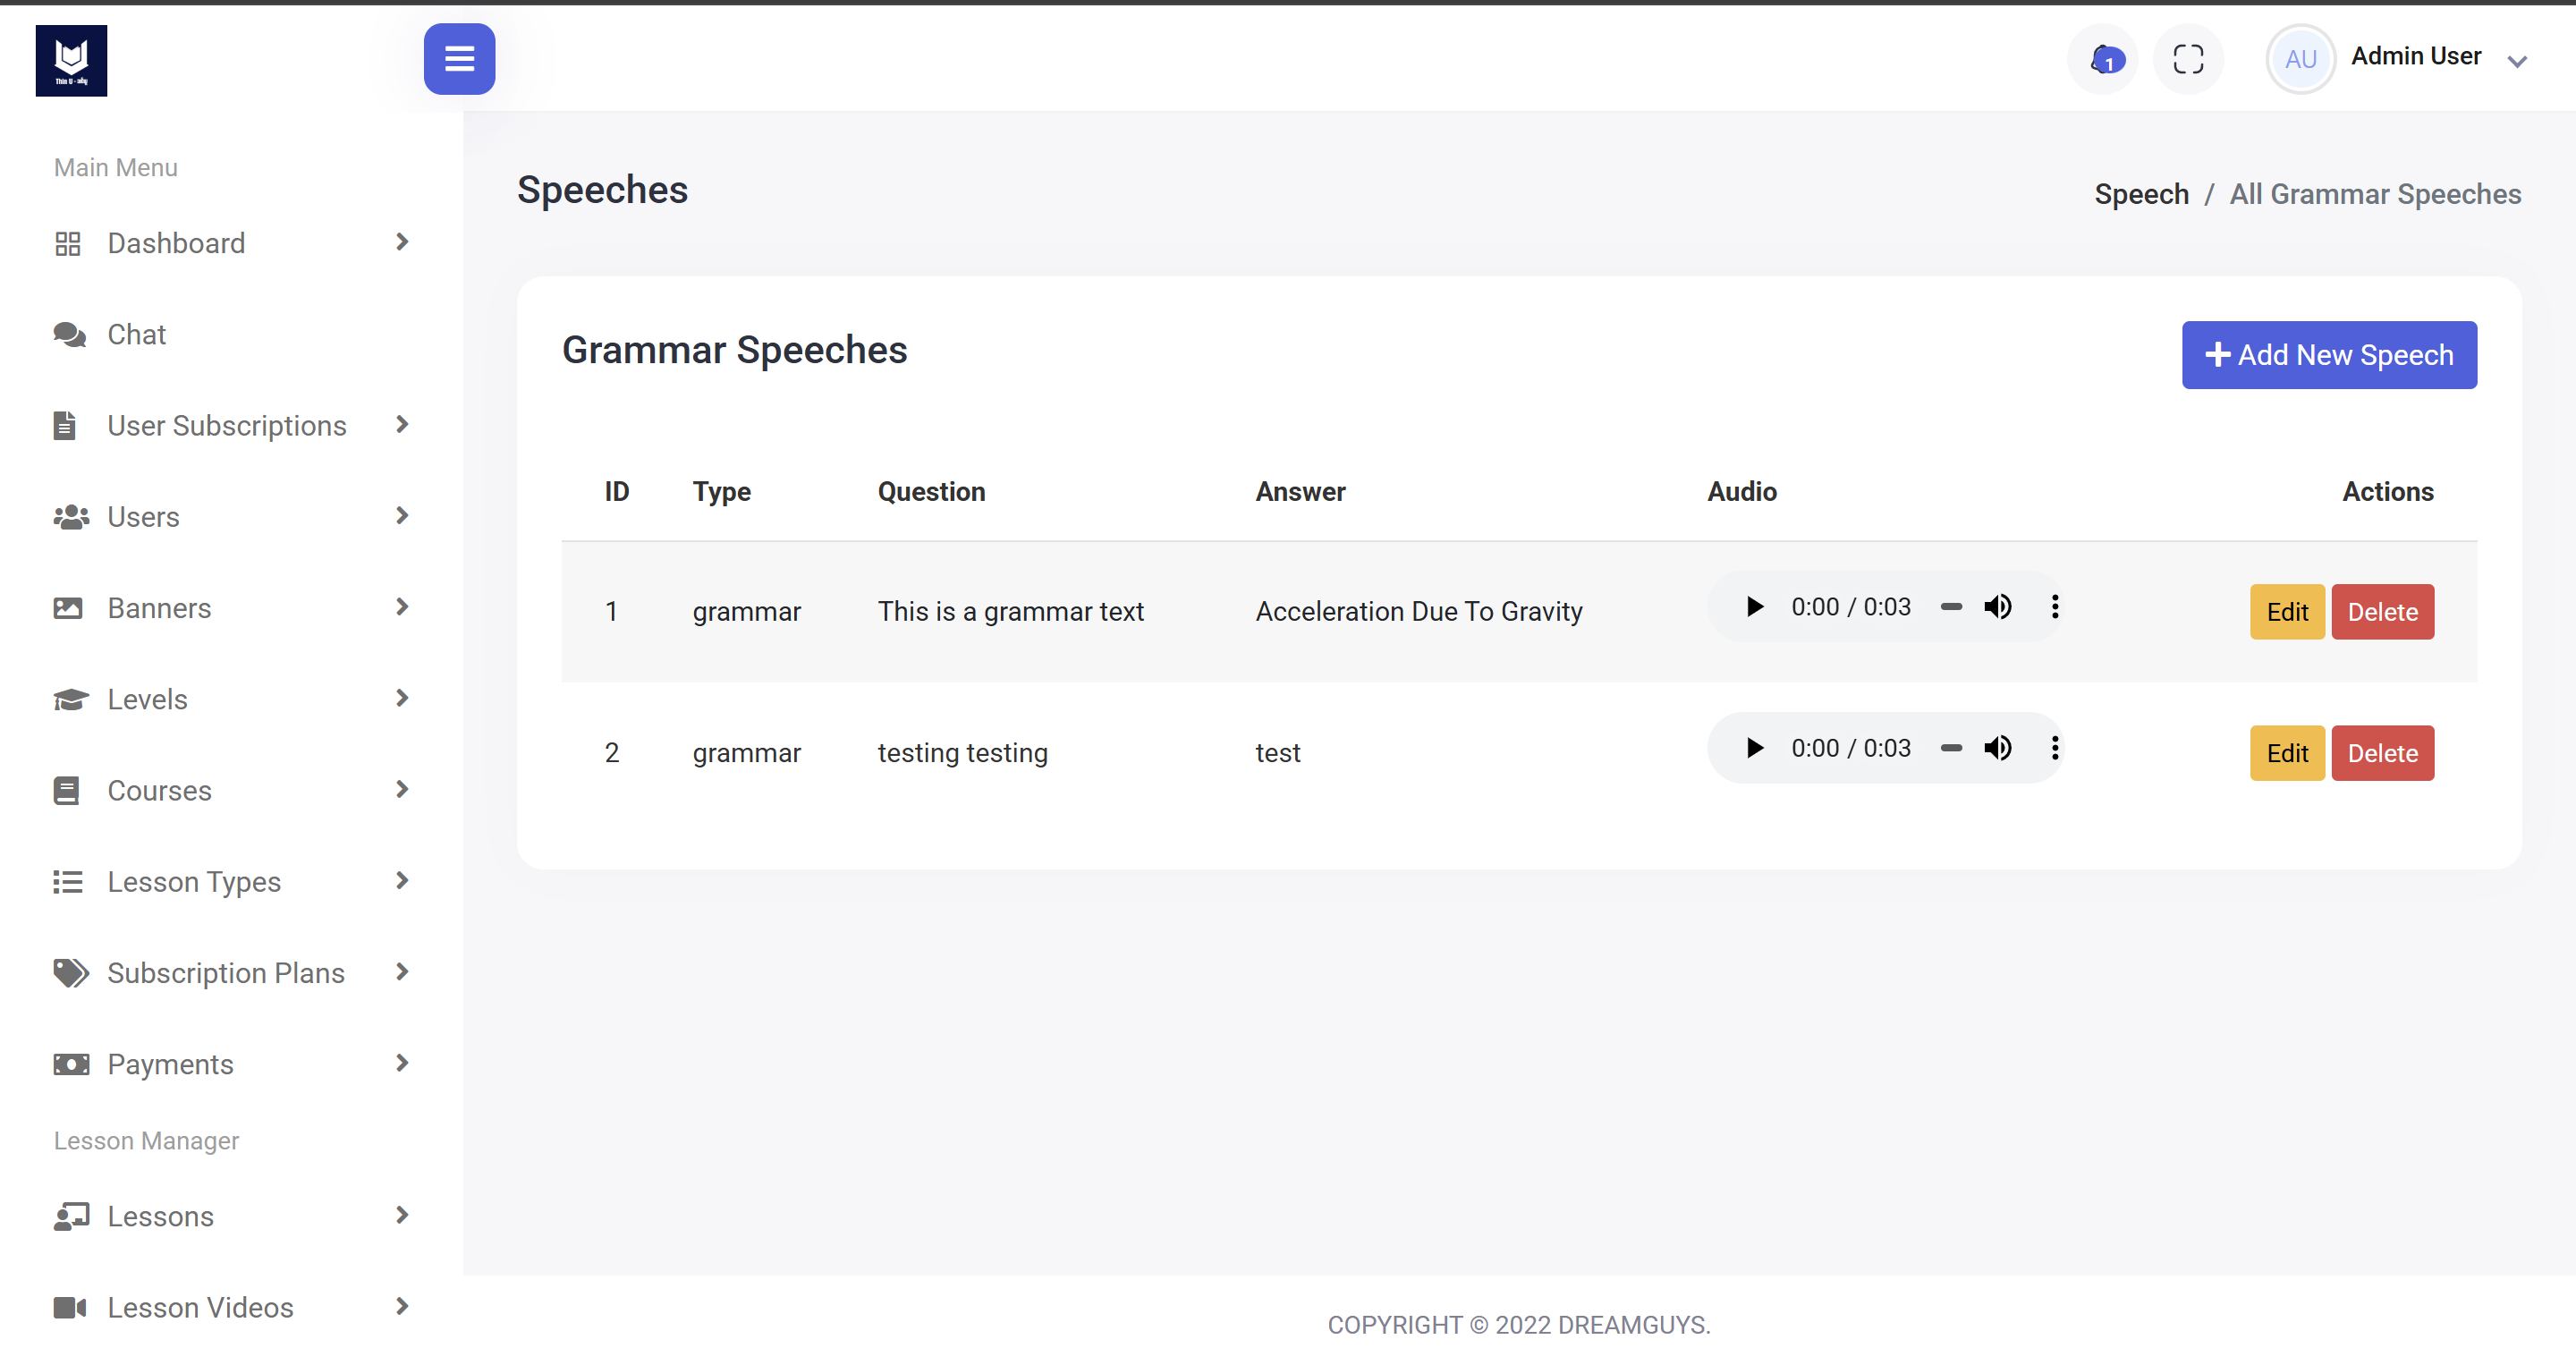 Thiu U - သမျှ
1
AU
Admin User
Main Menu
Dashboard
Chat
User Subscriptions
Users
Banners
Levels
Courses
Lesson Types
Subscription Plans
Payments
Lesson Manager
Lessons
Lesson Videos
Speeches
Speech / All Grammar Speeches
Grammar Speeches
Add New Speech
ID Type Question Answer Audio Actions
1 grammar This is a grammar text Acceleration Due To Gravity 0:00 / 0:03 Edit Delete
2 grammar testing testing test 0:00 / 0:03 Edit Delete
COPYRIGHT © 2022 DREAMGUYS.